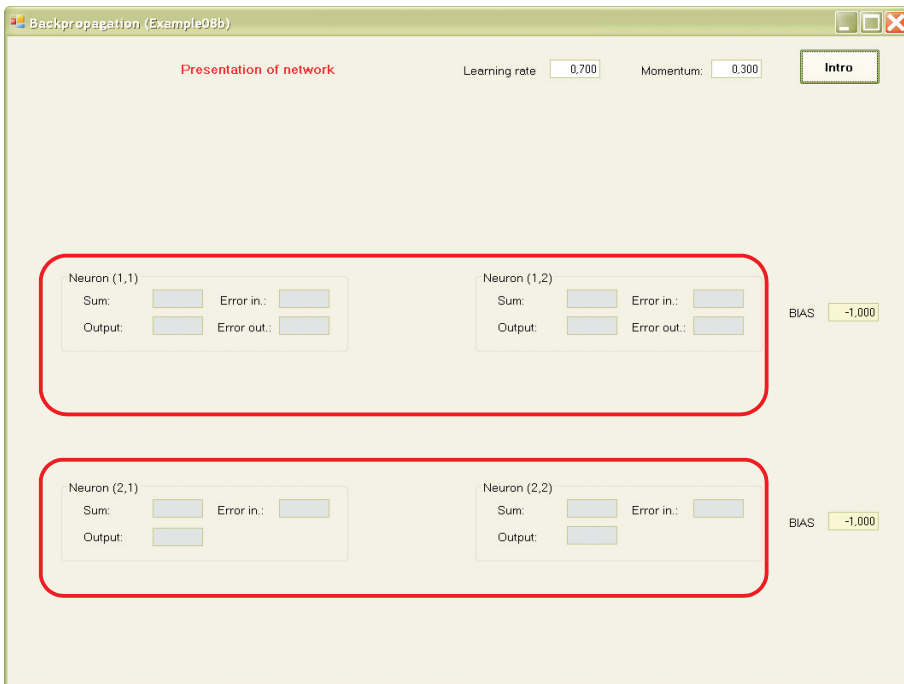 Backpropagation (Example08b)
Presentation of network Learning rate 0,700 Momentum: 0,300 Intro
Neuron (1,1) Neuron (1,2)
Sum: Error in.: Sum: Error in.:
BIAS -1,000
Output: Error out.: Output: Error out.:
Neuron (2,1) Neuron (2,2)
Sum: Error in.: Sum: Error in.:
BIAS -1,000
Output: Output: